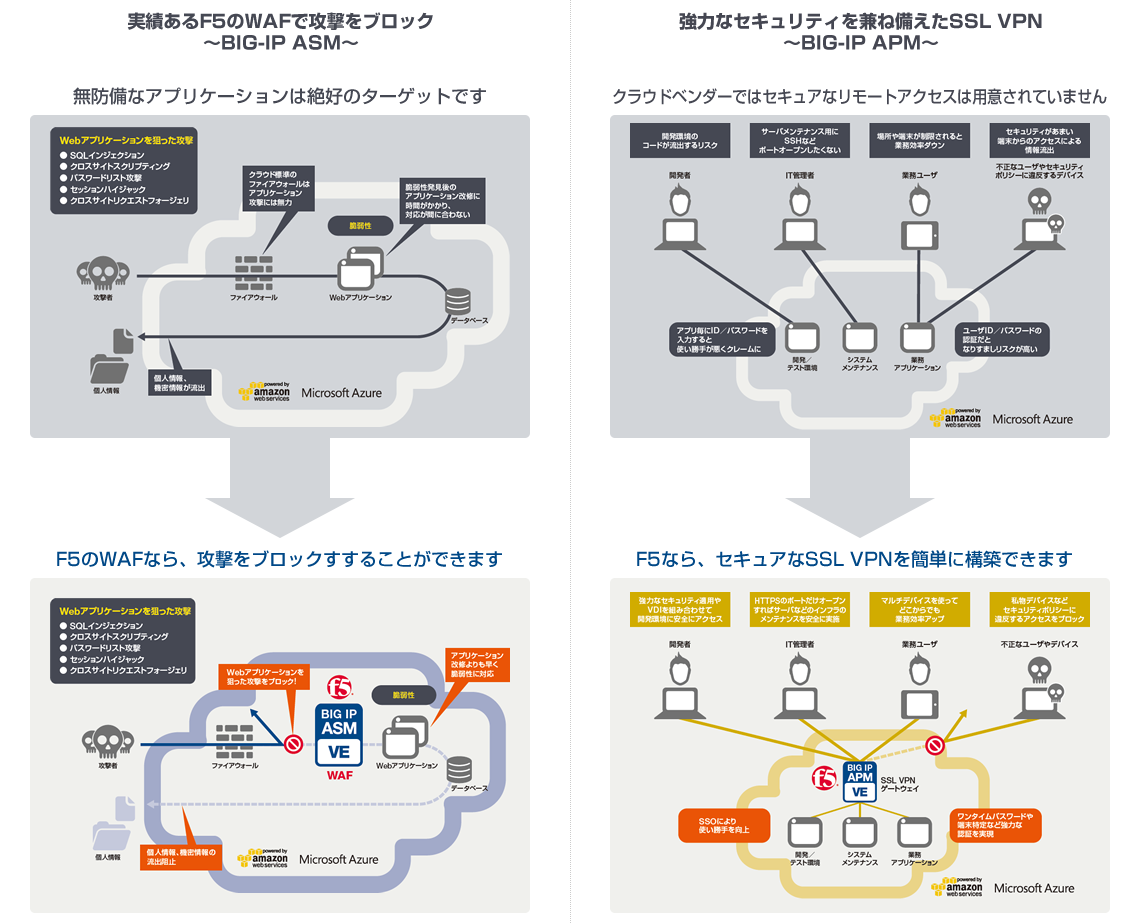 実績あるF5のWAFで攻撃をブロック
～BIG-IP ASM～
無防備なアプリケーションは絶好のターゲットです
Webアプリケーションを狙った攻撃
● SQLインジェクション
● クロスサイトスクリプティング
● パスワードリスト攻撃
● セッションハイジャック
● クロスサイトリクエストフォージェリ
クラウド標準の
ファイアウォールは
アプリケーション
攻撃には無力
脆弱性発見後の
アプリケーション改修に
時間がかかり、
対応が間に合わない
脆弱性
攻撃者
ファイアウォール
Webアプリケーション
データベース
個人情報
個人情報、
機密情報が流出
powered by
amazon
web services
Microsoft Azure
F5のWAFなら、攻撃をブロックすすることができます
Webアプリケーションを狙った攻撃
● SQLインジェクション
● クロスサイトスクリプティング
● パスワードリスト攻撃
● セッションハイジャック
● クロスサイトリクエストフォージェリ
Webアプリケーションを
狙った攻撃をブロック!
アプリケーション
改修よりも早く
脆弱性に対応
f5
脆弱性
BIG IP
ASM
VE
WAF
攻撃者
ファイアウォール
Webアプリケーション
データベース
個人情報
個人情報、機密情報の
流出阻止
powered by
amazon
web services
Microsoft Azure
強力なセキュリティを兼ね備えたSSL VPN
～BIG-IP APM～
クラウドベンダーではセキュアなリモートアクセスは用意されていません
開発環境の
コードが流出するリスク
サーバメンテナンス用に
SSHなど
ポートオープンしたくない
場所や端末が制限されると
業務効率ダウン
セキュリティがあまい
端末からのアクセスによる
情報流出
開発者
IT管理者
業務ユーザ
不正なユーザやセキュリティ
ポリシーに違反するデバイス
アプリ毎にID／パスワードを
入力すると
使い勝手が悪くクレームに
ユーザID／パスワードの
認証だと
なりすましリスクが高い
開発／
テスト環境
システム
メンテナンス
業務
アプリケーション
powered by
amazon
web services
Microsoft Azure
F5なら、セキュアなSSL VPNを簡単に構築できます
強力なセキュリティ適用や
VDIを組み合わせて
開発環境に安全にアクセス
HTTPSのポートだけオープン
すればサーバなどのインフラの
メンテナンスを安全に実施
マルチデバイスを使って
どこからでも
業務効率アップ
私物デバイスなど
セキュリティポリシーに
違反するアクセスをブロック
開発者
IT管理者
業務ユーザ
不正なユーザやデバイス
f5
BIG IP
APM
VE
SSL VPN
ゲートウェイ
SSOにより
使い勝手を向上
ワンタイムパスワードや
端末特定など強力な
認証を実現
開発／
テスト環境
システム
メンテナンス
業務
アプリケーション
powered by
amazon
web services
Microsoft Azure